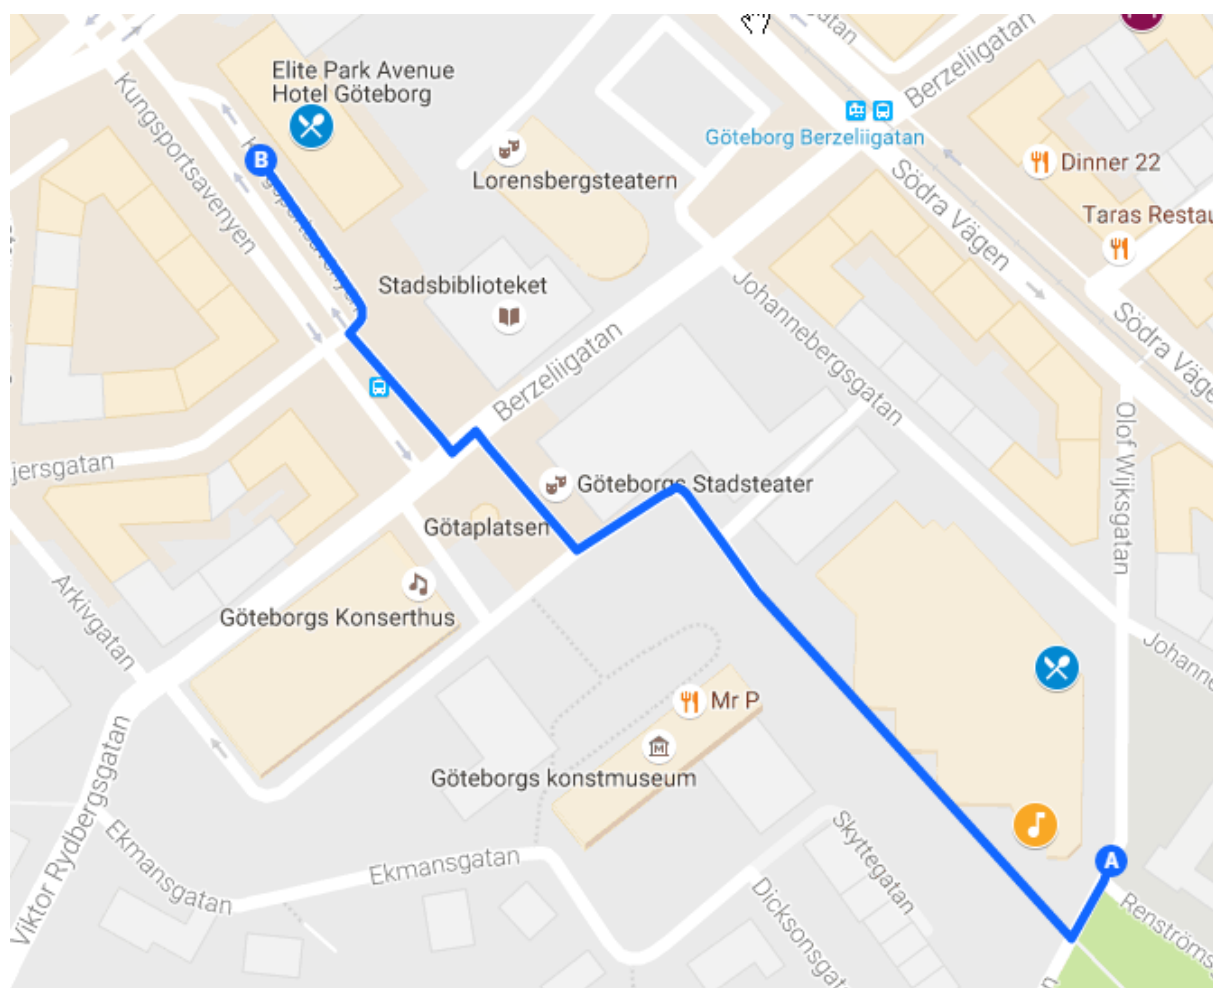 Elite Park Avenue
Hotel Göteborg
Kungsportsavenyen
B
Berzeliigatan
Göteborg Berzeliigatan
Dinner 22
Lorensbergsteatern
Södra Vägen
Taras Restau
Stadsbiblioteket
Johannebergsgatan
Södra Väge
Berzeliigatan
Olof Wijksgatan
jersgatan
Göteborgs Stadsteater
Götaplatsen
Arkivgatan
Göteborgs Konserthus
Johanne
Mr P
M
Göteborgs konstmuseum
Viktor Rydbergsgatan
Ekmansgatan
Ekmansgatan
Skyttegatan
Dicksonsgat
A
Renströmsg